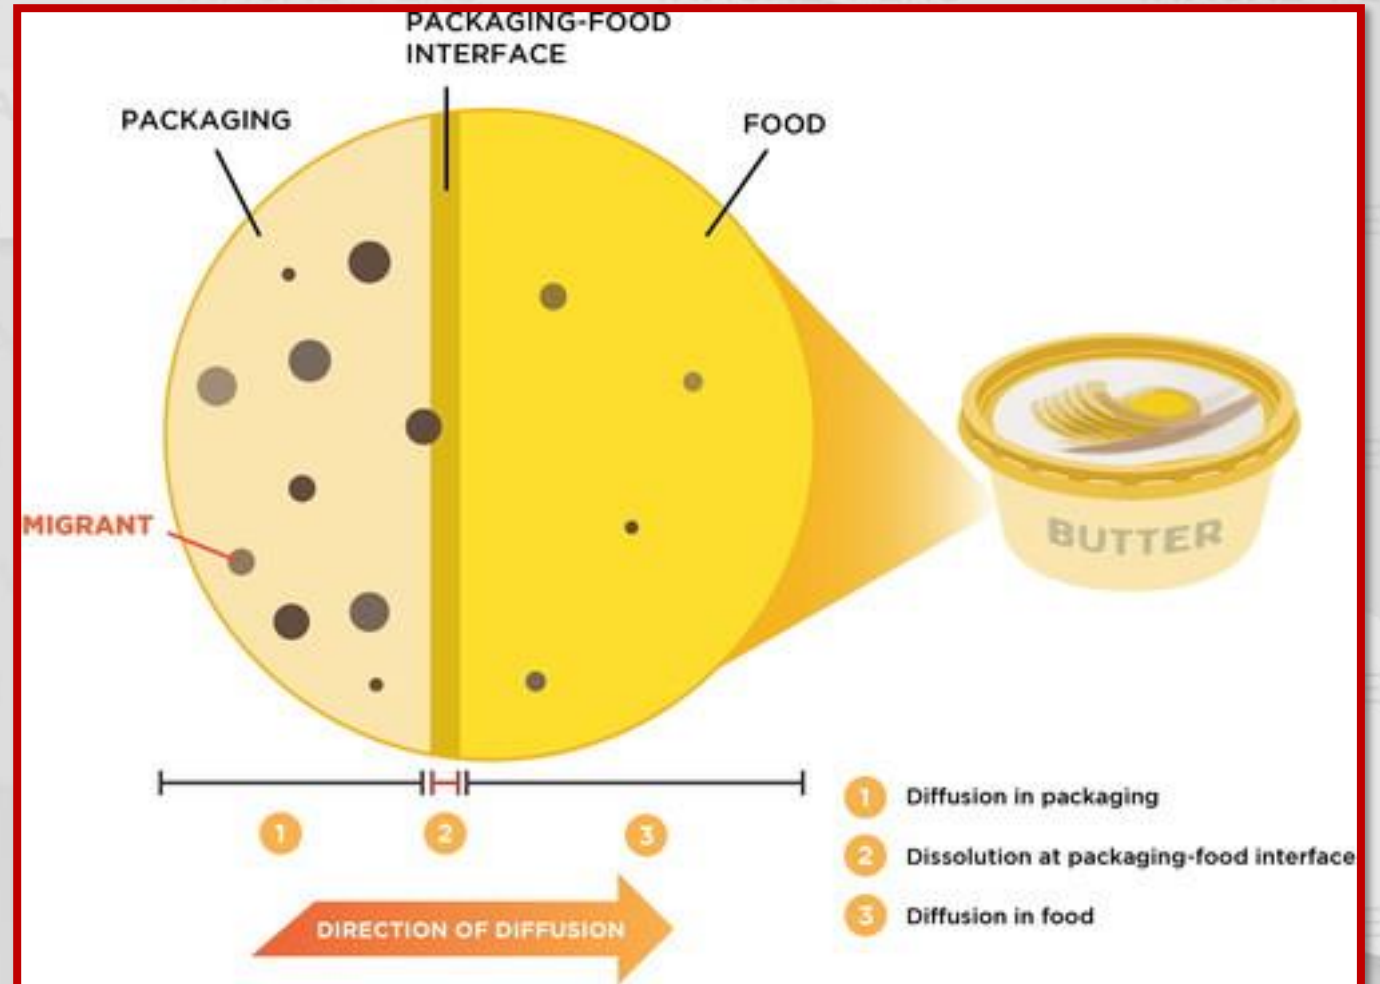 PACKAGING-FOOD
INTERFACE
PACKAGING
FOOD
MIGRANT
BUTTER
1
2
3
DIRECTION OF DIFFUSION
1 Diffusion in packaging
2 Dissolution at packaging-food interface
3 Diffusion in food